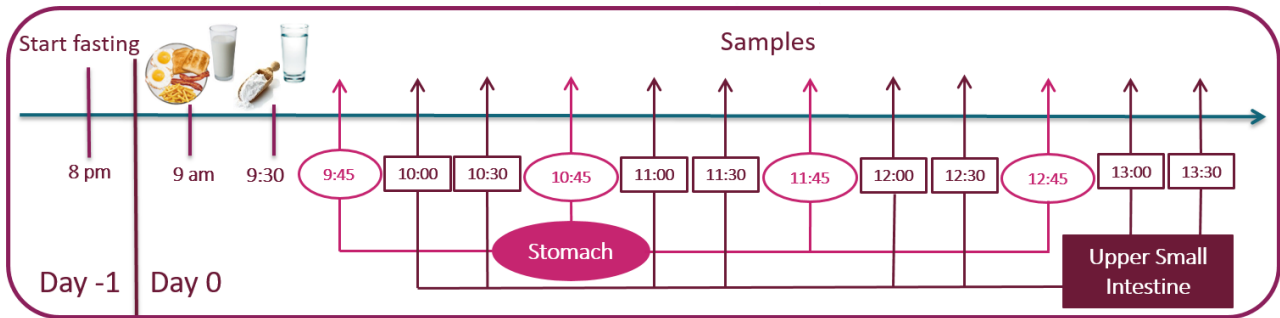 Start fasting
Samples
8 pm
9 am
9:30
9:45
10:00
10:30
10:45
11:00
11:30
11:45
12:00
12:30
12:45
13:00
13:30
Stomach
Upper Small
Intestine
Day -1
Day 0